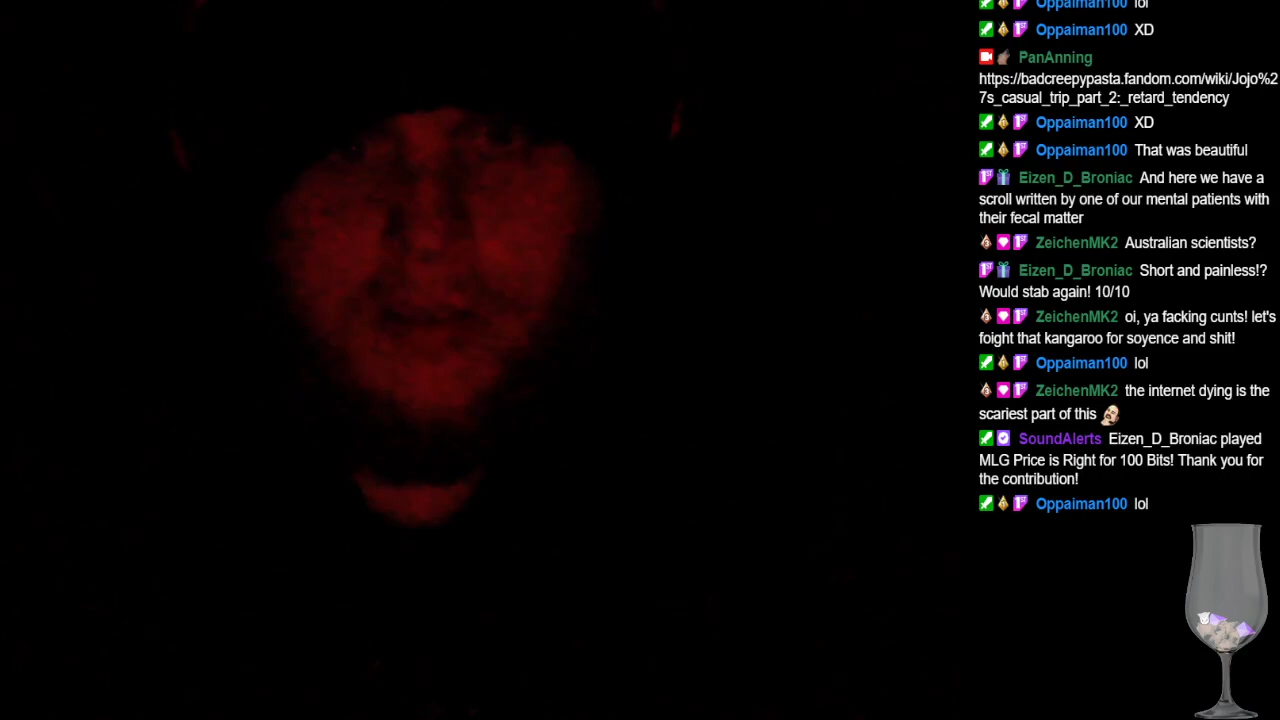 Oppaiman100 lol
Oppaiman100 XD
PanAnning
https://badcreepypasta.fandom.com/wiki/Jojo%2
7s_casual_trip_part_2:_retard_tendency
Oppaiman100 XD
Oppaiman100 That was beautiful
Eizen_D_Broniac And here we have a
scroll written by one of our mental patients with
their fecal matter
ZeichenMK2 Australian scientists?
Eizen_D_Broniac Short and painless!?
Would stab again! 10/10
ZeichenMK2 oi, ya facking cunts! let's
foight that kangaroo for soyence and shit!
Oppaiman100 lol
ZeichenMK2 the internet dying is the
scariest part of this
SoundAlerts Eizen_D_Broniac played
MLG Price is Right for 100 Bits! Thank you for
the contribution!
Oppaiman100 lol